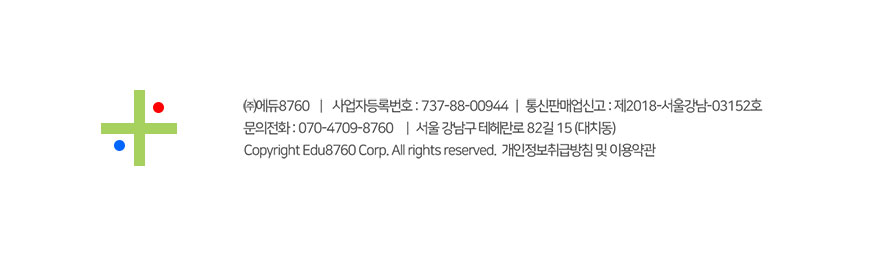 ㈜에듀8760 | 사업자등록번호 : 737-88-00944 | 통신판매업신고 : 제2018-서울강남-03152호
문의전화 : 070-4709-8760 | 서울 강남구 테헤란로 82길 15 (대치동)
Copyright Edu8760 Corp. All rights reserved. 개인정보취급방침 및 이용약관